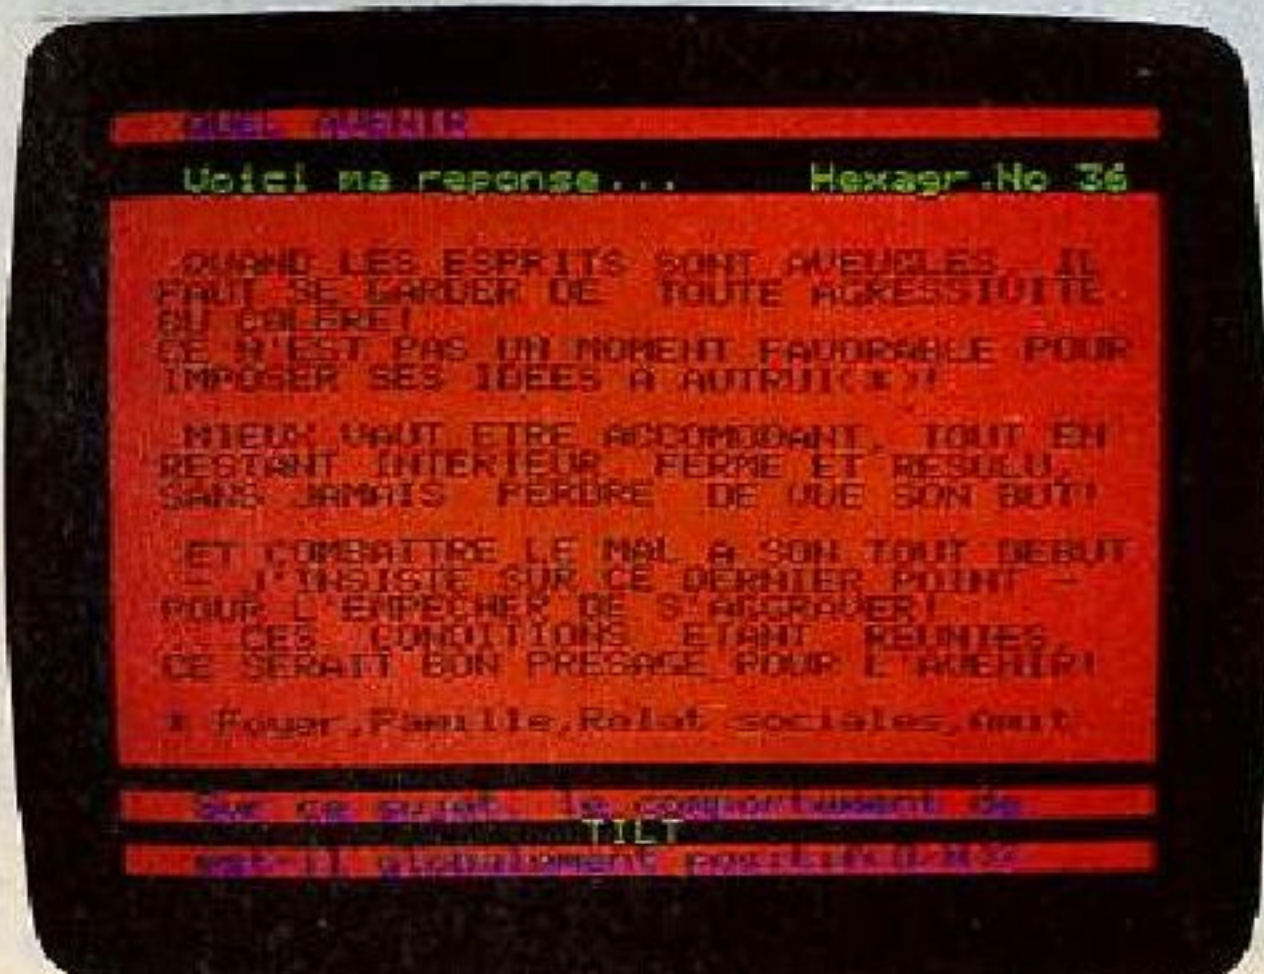 QUEL AVENIR
Voici ma reponse... Hexagr.No 36
QUAND LES ESPRITS SONT AVEUGLES IL
FAUT SE GARDER DE TOUTE AGRESSIVITE
OU COLERE!
CE N'EST PAS UN MOMENT FAVORABLE POUR
IMPOSER SES IDEES A AUTRUI(*)!
MIEUX VAUT ETRE ACCOMODANT, TOUT EN
RESTANT INTERIEUR. FERME ET RESOLU,
SANS JAMAIS PERDRE DE VUE SON BUT!
ET COMBATTRE LE MAL A SON TOUT DEBUT
- J'INSISTE SUR CE DERNIER POINT -
POUR L'EMPECHER DE S'AGGRAVER!
CES CONDITIONS ETANT REUNIES,
CE SERAIT BON PRESAGE POUR L'AVENIR!
* Foyer,Famille,Relat sociales,Amit
Sur ce sujet, le comportement de
TILT
est-il globalement positif(O/N)?